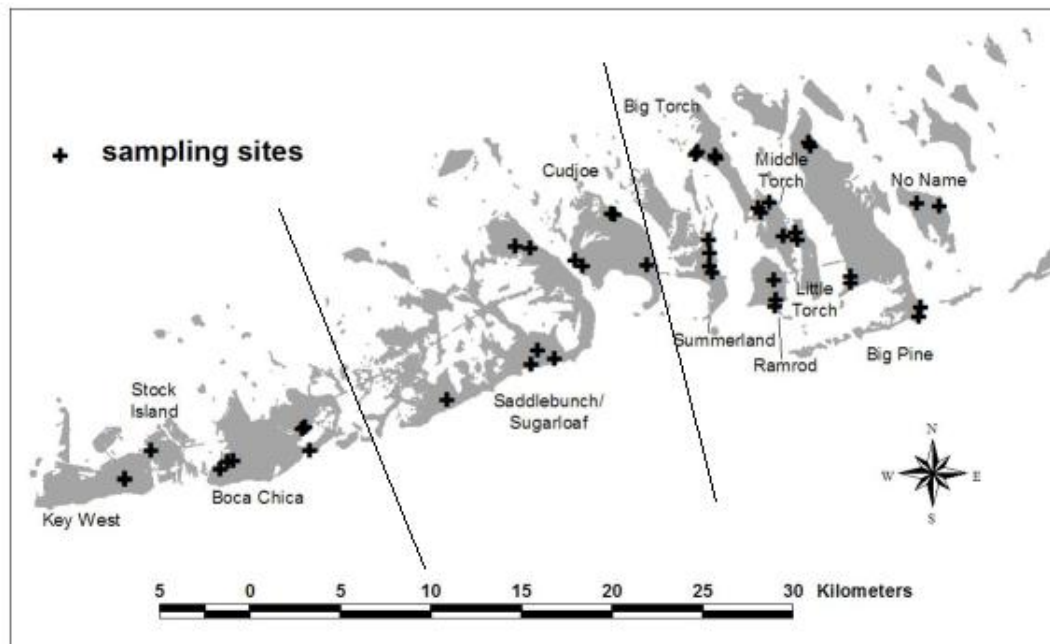 Big Torch
sampling sites
Cudjoe
Middle
Torch
No Name
Little
Torch
Summerland
Ramrod
Big Pine
Stock
Island
Saddlebunch/
Sugarloaf
Key West
Boca Chica
N
W E
S
5 0 5 10 15 20 30 Kilometers